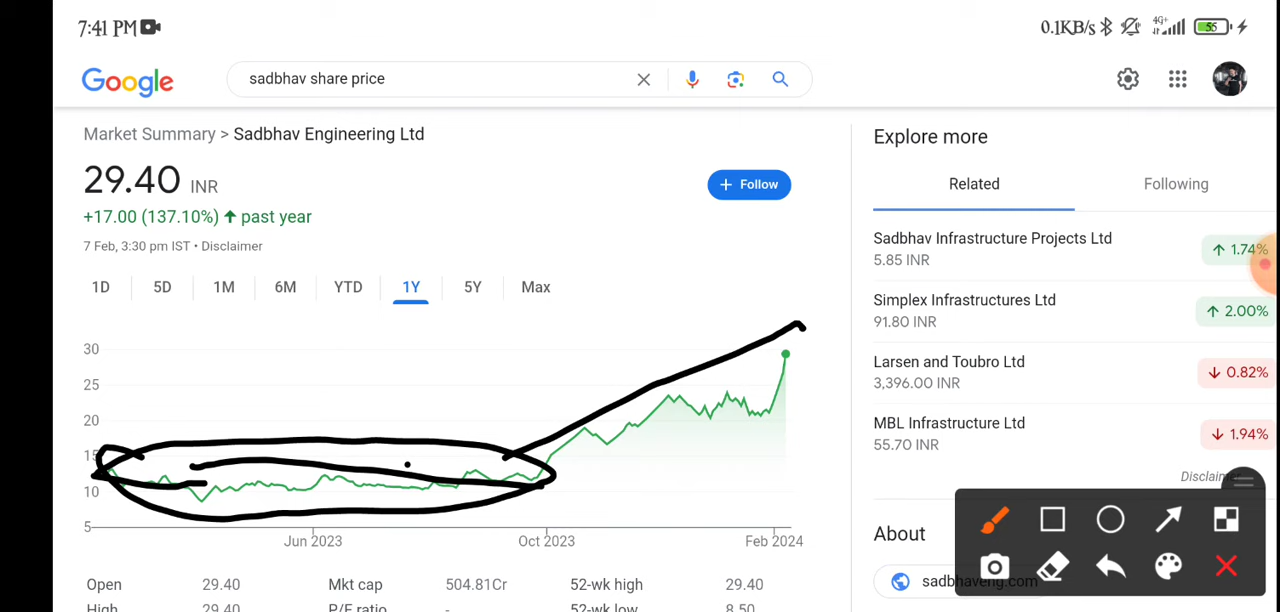 7:41 PM
0.1KB/s 4G+ 55
Google
sadbhav share price
Market Summary > Sadbhav Engineering Ltd
29.40 INR
+ Follow
+17.00 (137.10%) ↑ past year
7 Feb, 3:30 pm IST • Disclaimer
1D 5D 1M 6M YTD 1Y 5Y Max
30
25
20
15
10
5
Jun 2023 Oct 2023 Feb 2024
Open 29.40 Mkt cap 504.81Cr 52-wk high 29.40
High 29.40 P/E ratio - 52-wk low 8.50
Explore more
Related Following
Sadbhav Infrastructure Projects Ltd
5.85 INR
↑ 1.74%
Simplex Infrastructures Ltd
91.80 INR
↑ 2.00%
Larsen and Toubro Ltd
3,396.00 INR
↓ 0.82%
MBL Infrastructure Ltd
55.70 INR
↓ 1.94%
Disclaimer
About
sadbhaveng.com